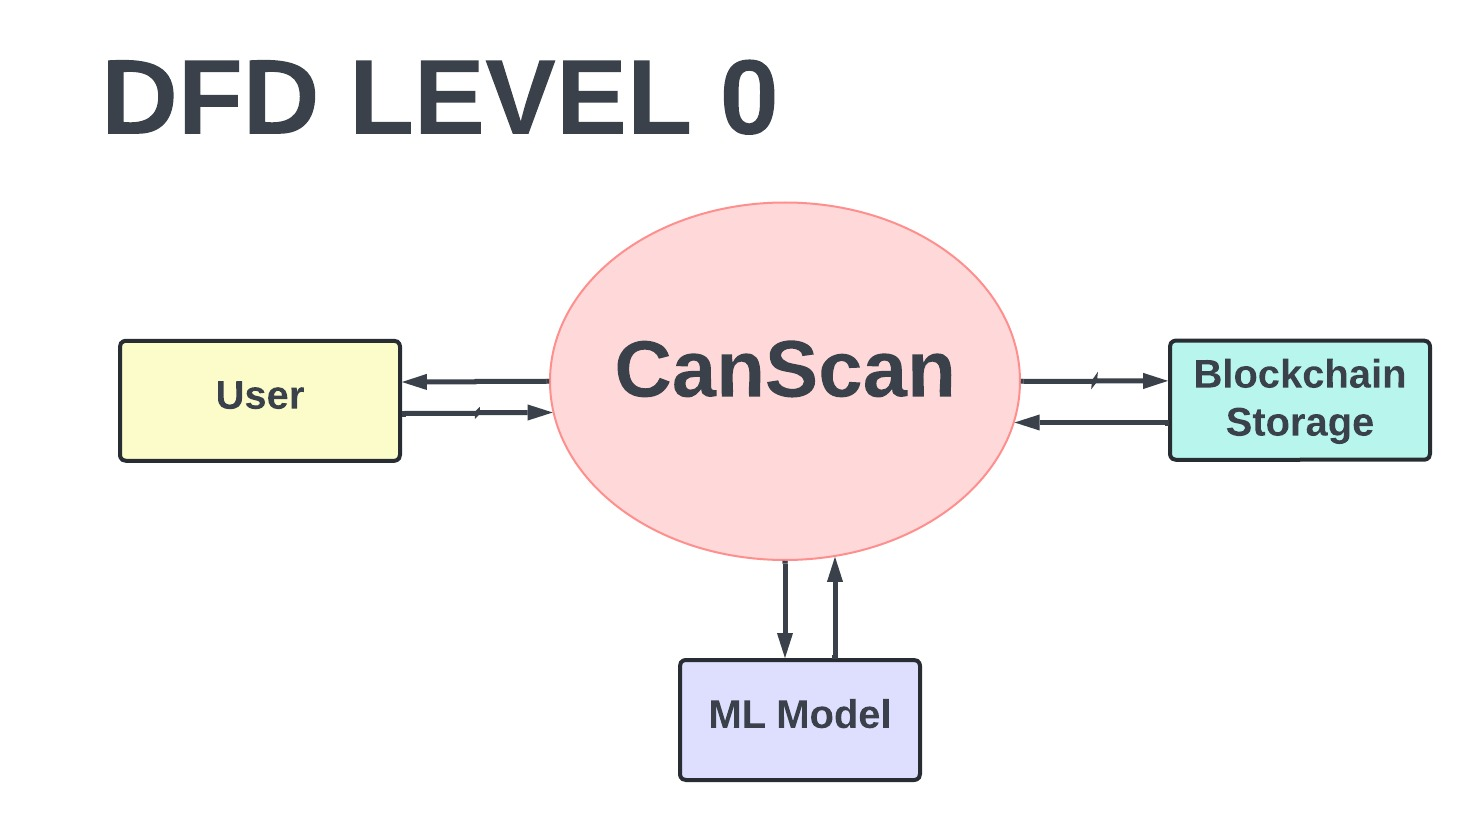 DFD LEVEL 0
CanScan
User
Blockchain
Storage
ML Model